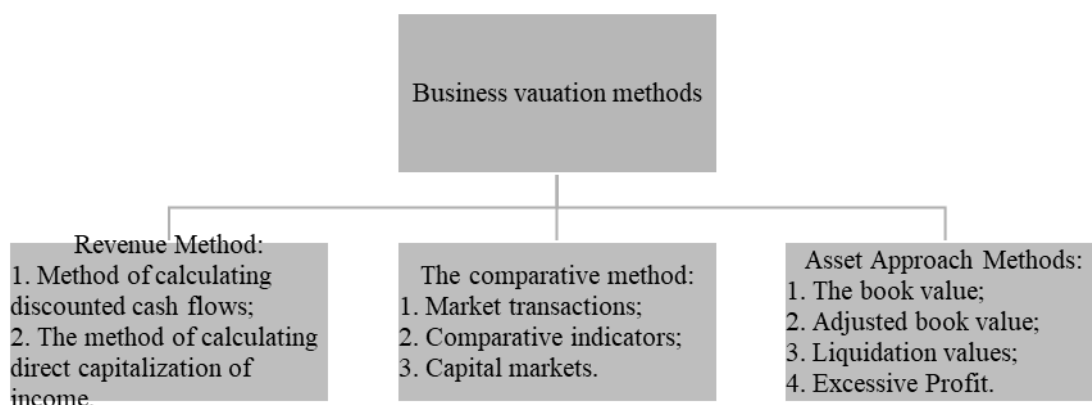 Business vauation methods
Revenue Method:
1. Method of calculating
discounted cash flows;
2. The method of calculating
direct capitalization of
income.
The comparative method:
1. Market transactions;
2. Comparative indicators;
3. Capital markets.
Asset Approach Methods:
1. The book value;
2. Adjusted book value;
3. Liquidation values;
4. Excessive Profit.